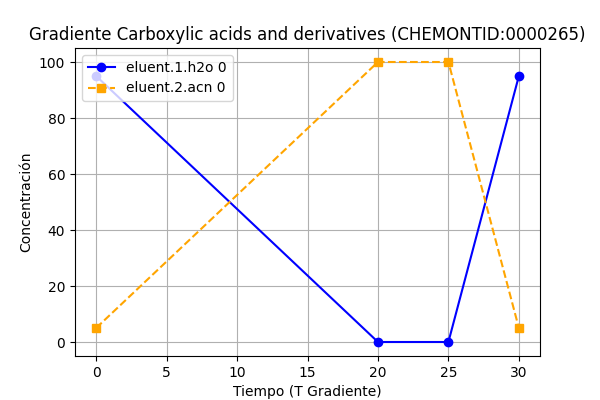 Gradiente Carboxylic acids and derivatives (CHEMONTID:0000265)
eluent.1.h2o 0
eluent.2.acn 0
Concentración
100
80
60
40
20
0
0 5 10 15 20 25 30
Tiempo (T Gradiente)